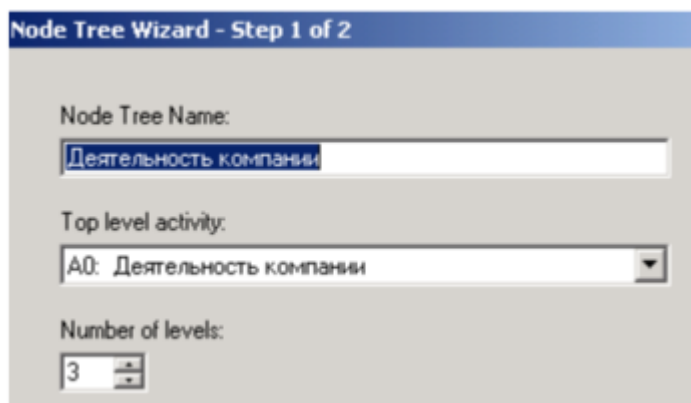 Node Tree Wizard - Step 1 of 2
Node Tree Name:
Деятельность компании
Top level activity:
A0: Деятельность компании
Number of levels:
3